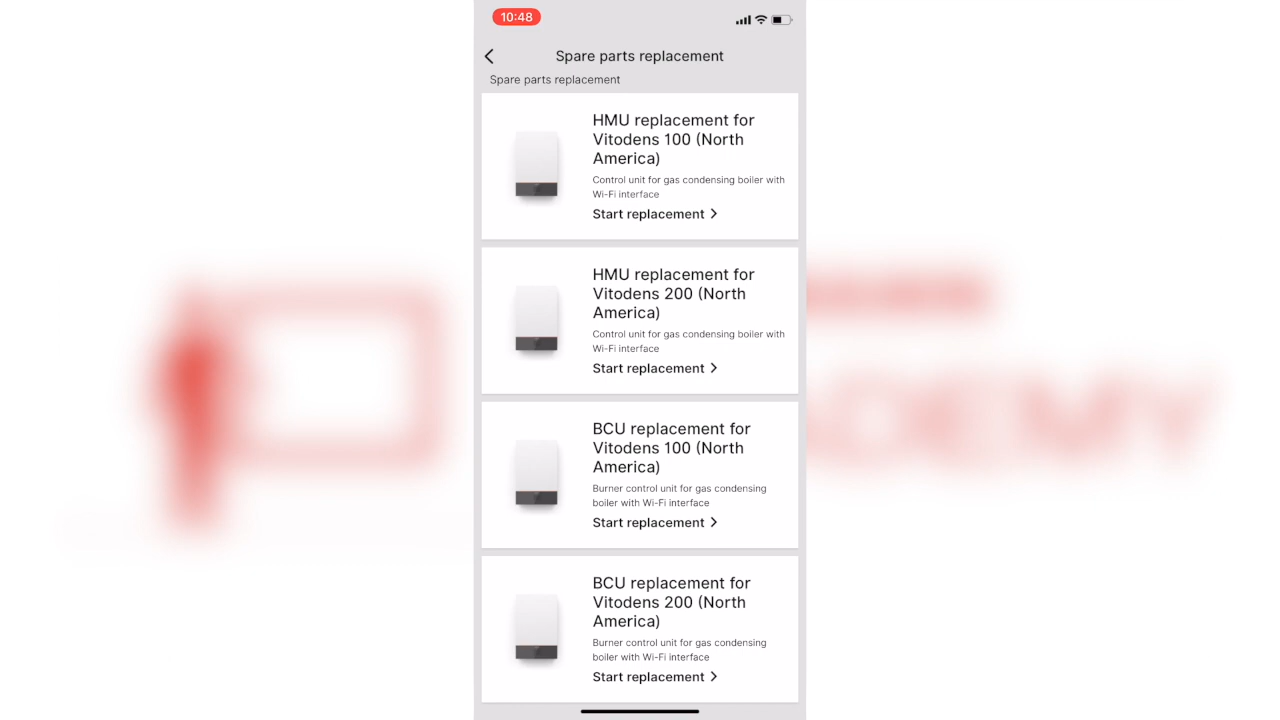 10:48
Spare parts replacement
Spare parts replacement
HMU replacement for
Vitodens 100 (North
America)
Control unit for gas condensing boiler with
Wi-Fi interface
Start replacement
HMU replacement for
Vitodens 200 (North
America)
Control unit for gas condensing boiler with
Wi-Fi interface
Start replacement
BCU replacement for
Vitodens 100 (North
America)
Burner control unit for gas condensing
boiler with Wi-Fi interface
Start replacement
BCU replacement for
Vitodens 200 (North
America)
Burner control unit for gas condensing
boiler with Wi-Fi interface
Start replacement